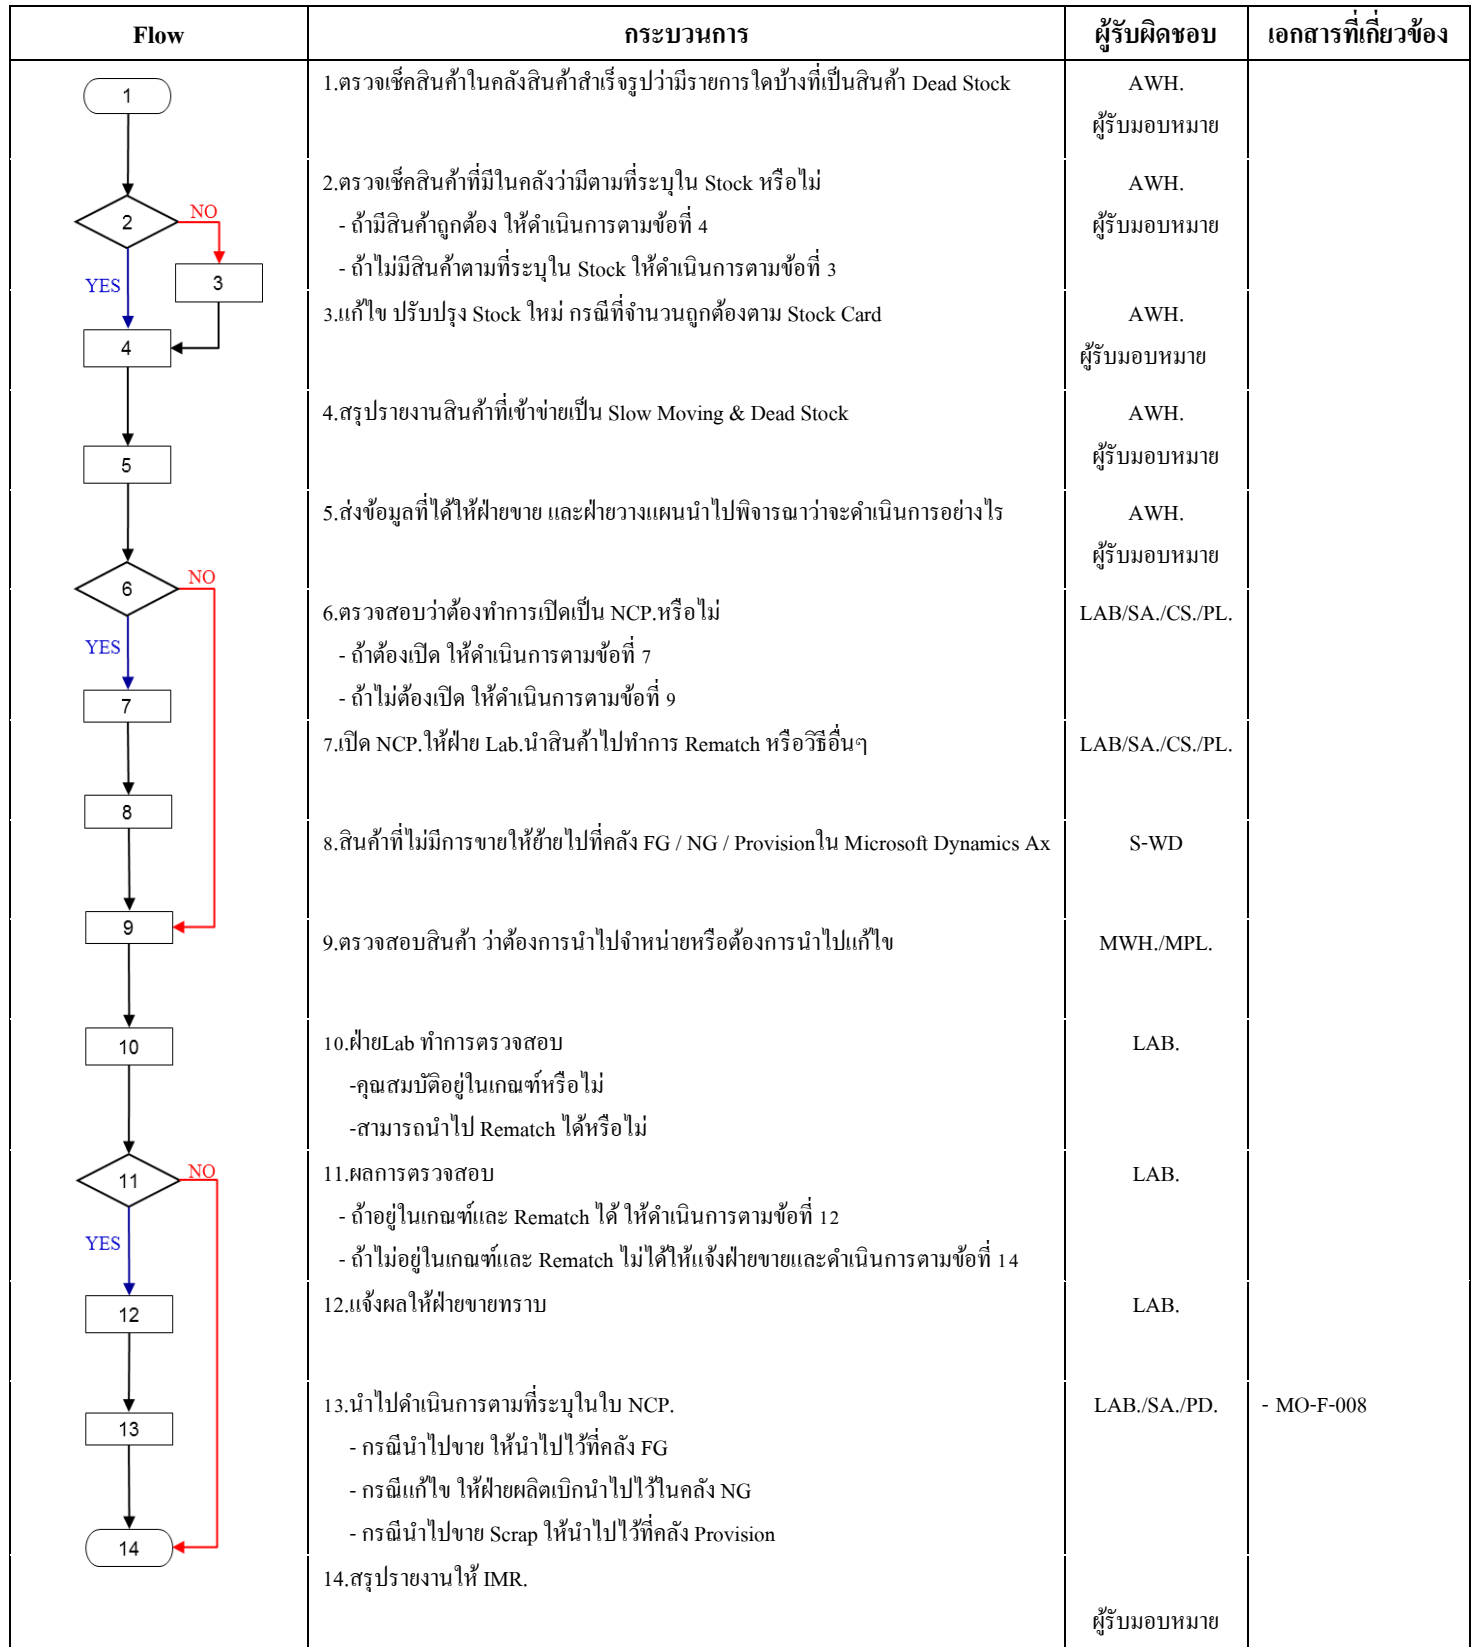 Flow กระบวนการ ผู้รับผิดชอบ เอกสารที่เกี่ยวข้อง
1 1.ตรวจเช็คสินค้าในคลังสินค้าสำเร็จรูปว่ามีรายการใดบ้างที่เป็นสินค้า Dead Stock AWH.
ผู้รับมอบหมาย
2.ตรวจเช็คสินค้าที่มีในคลังว่ามีตามที่ระบุใน Stock หรือไม่ AWH.
2 NO - ถ้ามีสินค้าถูกต้อง ให้ดำเนินการตามข้อที่ 4 ผู้รับมอบหมาย
YES 3 - ถ้าไม่มีสินค้าตามที่ระบุใน Stock ให้ดำเนินการตามข้อที่ 3
3.แก้ไข ปรับปรุง Stock ใหม่ กรณีที่จำนวนถูกต้องตาม Stock Card AWH.
4 ผู้รับมอบหมาย
4.สรุปรายงานสินค้าที่เข้าข่ายเป็น Slow Moving & Dead Stock AWH.
5 ผู้รับมอบหมาย
5.ส่งข้อมูลที่ได้ให้ฝ่ายขาย และฝ่ายวางแผนนำไปพิจารณาว่าจะดำเนินการอย่างไร AWH.
ผู้รับมอบหมาย
6 NO
6.ตรวจสอบว่าต้องทำการเปิดเป็น NCP.หรือไม่ LAB/SA./CS./PL.
YES - ถ้าต้องเปิด ให้ดำเนินการตามข้อที่ 7
7 - ถ้าไม่ต้องเปิด ให้ดำเนินการตามข้อที่ 9
7.เปิด NCP.ให้ฝ่าย Lab.นำสินค้าไปทำการ Rematch หรือวิธีอื่นๆ LAB/SA./CS./PL.
8
8.สินค้าที่ไม่มีการขายให้ย้ายไปที่คลัง FG / NG / Provisionใน Microsoft Dynamics Ax S-WD
9
9.ตรวจสอบสินค้า ว่าต้องการนำไปจำหน่ายหรือต้องการนำไปแก้ไข MWH./MPL.
10 10.ฝ่ายLab ทำการตรวจสอบ LAB.
-คุณสมบัติอยู่ในเกณฑ์หรือไม่
-สามารถนำไป Rematch ได้หรือไม่
11 NO 11.ผลการตรวจสอบ LAB.
- ถ้าอยู่ในเกณฑ์และ Rematch ได้ ให้ดำเนินการตามข้อที่ 12
YES - ถ้าไม่อยู่ในเกณฑ์และ Rematch ไม่ได้ให้แจ้งฝ่ายขายและดำเนินการตามข้อที่ 14
12 12.แจ้งผลให้ฝ่ายขายทราบ LAB.
13.นำไปดำเนินการตามที่ระบุในใบ NCP. LAB./SA./PD. - MO-F-008
13 - กรณีนำไปขาย ให้นำไปไว้ที่คลัง FG
- กรณีแก้ไข ให้ฝ่ายผลิตเบิกนำไปไว้ในคลัง NG
14 - กรณีนำไปขาย Scrap ให้นำไปไว้ที่คลัง Provision
14.สรุปรายงานให้ IMR.
ผู้รับมอบหมาย